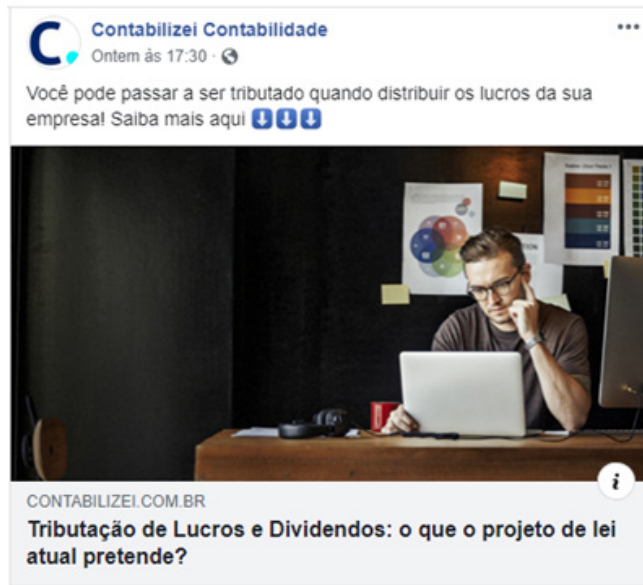 Contabilizei Contabilidade
Ontem às 17:30 ·
Você pode passar a ser tributado quando distribuir os lucros da sua
empresa! Saiba mais aqui ⬇⬇⬇
CONTABILIZEI.COM.BR
Tributação de Lucros e Dividendos: o que o projeto de lei
atual pretende?